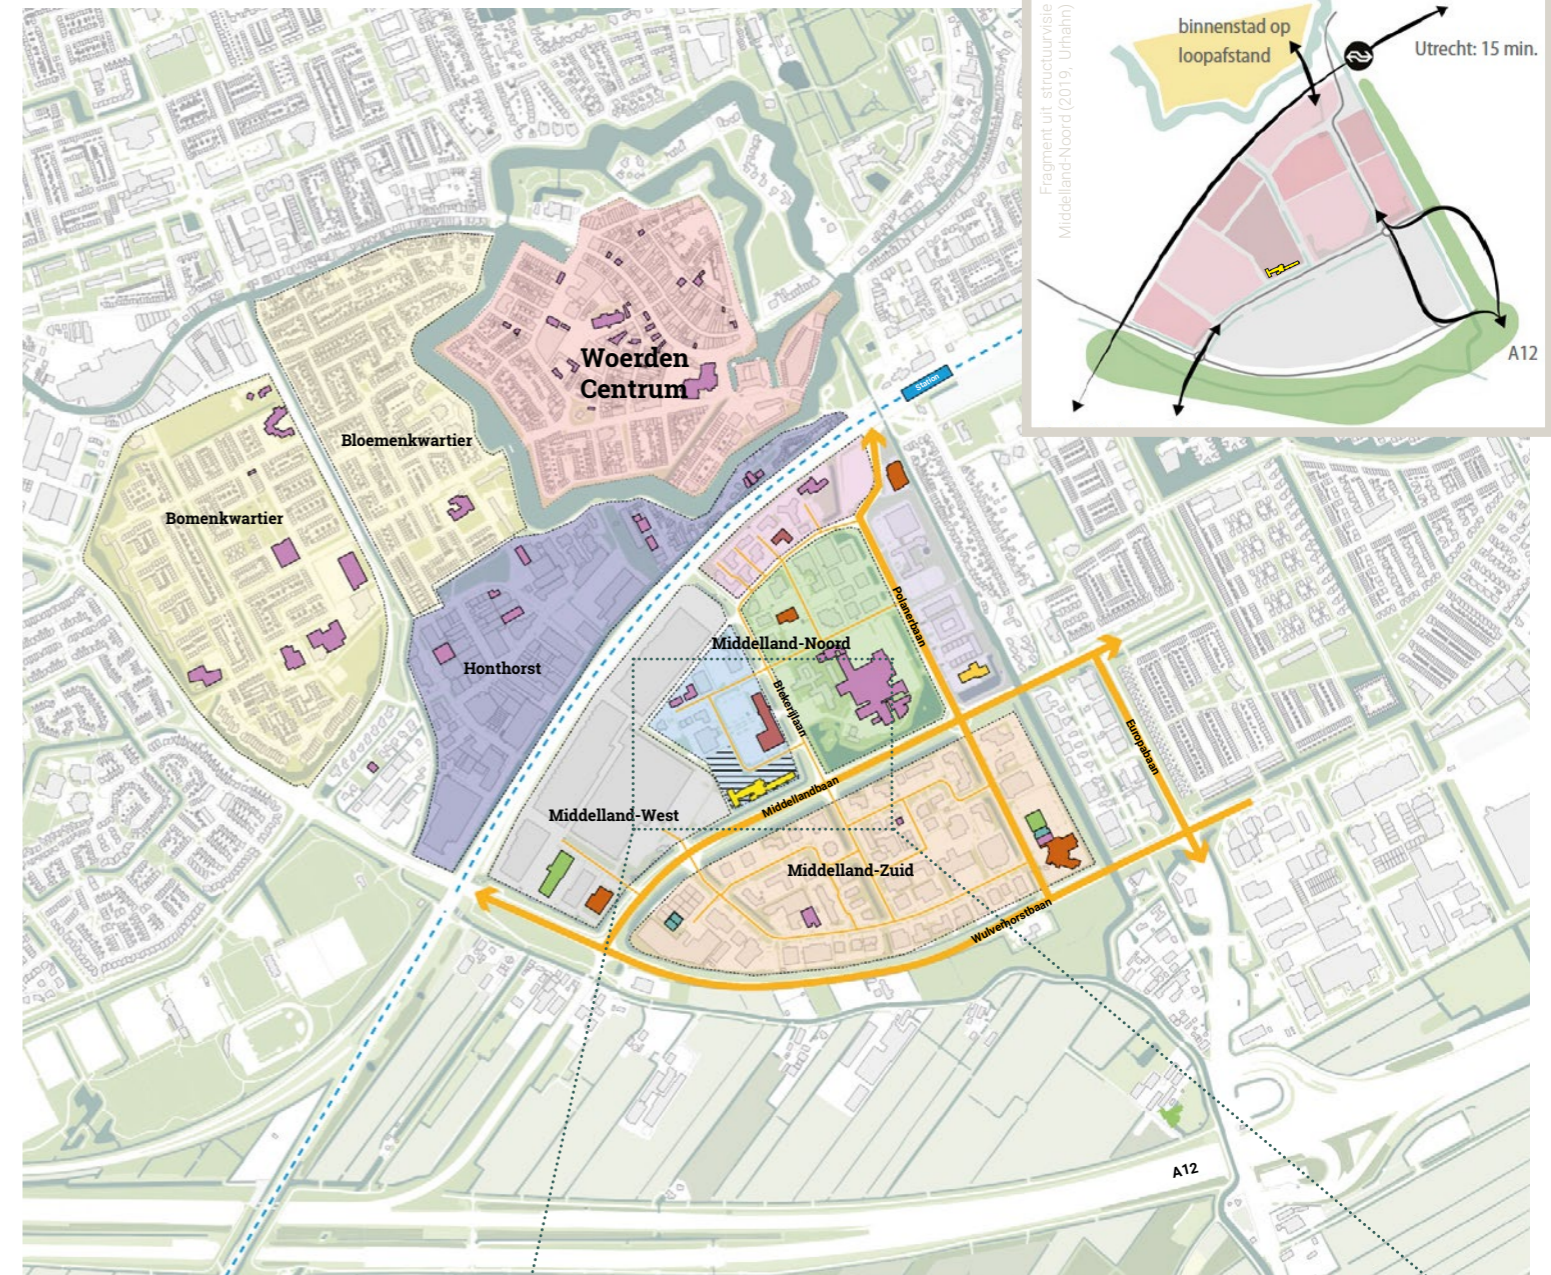 Fragment uit structuurvisie
Middelland-Noord (2019, Urhahn)
binnenstad op
loopafstand
Utrecht: 15 min.
A12
Station
Woerden
Centrum
Bloemenkwartier
Bomenkwartier
Honthorst
Polanerbaan
Middelland-Noord
Blekerijlaan
Europabaan
Middellandbaan
Middelland-West
Middelland-Zuid
Wulverhorstbaan
A12